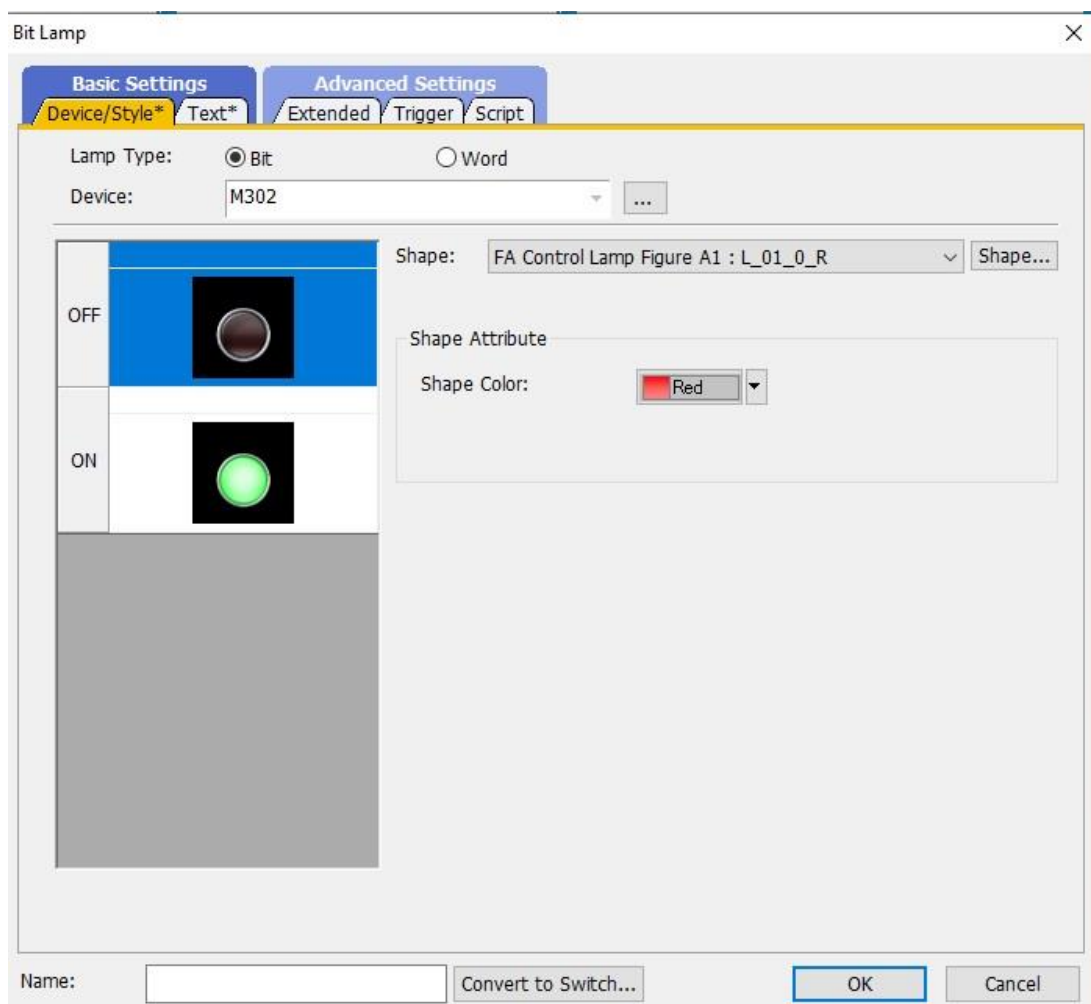 Bit Lamp
Basic Settings Advanced Settings
Device/Style* Text* Extended Trigger Script
Lamp Type: Bit Word
Device: M302 ...
Shape: FA Control Lamp Figure A1 : L_01_0_R Shape...
OFF
Shape Attribute
Shape Color: Red
ON
Name: Convert to Switch... OK Cancel